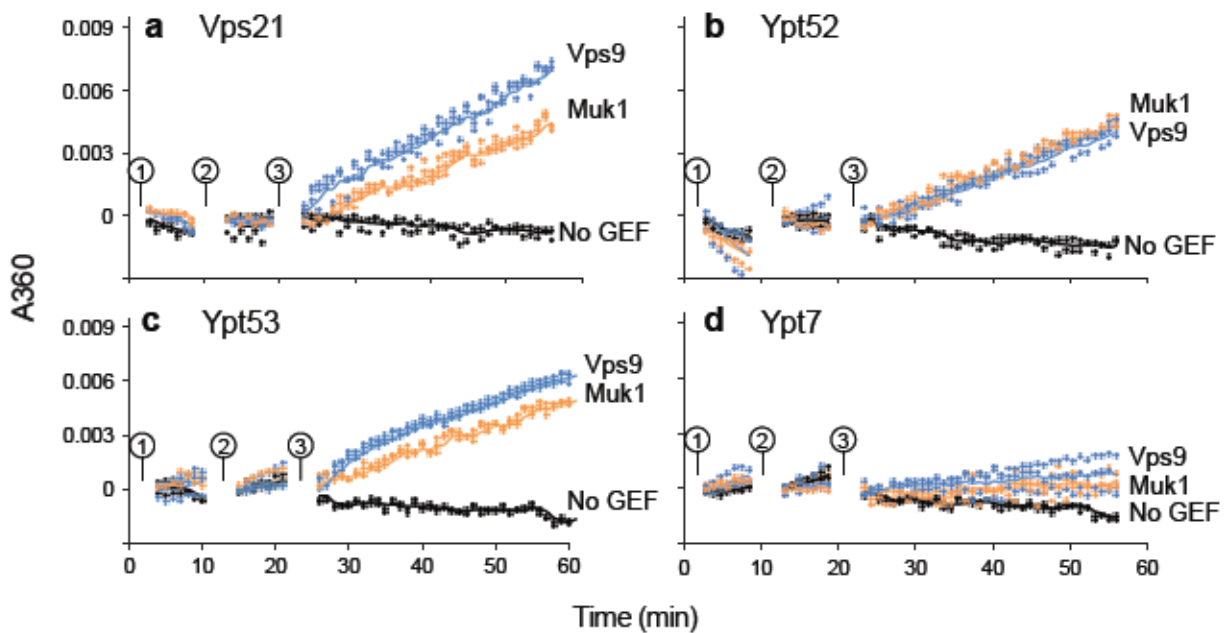 a Vps21
b Ypt52
0.009
0.006
0.003
0
Vps9
Muk1
No GEF
1 2 3
Muk1
Vps9
No GEF
1 2 3
A360
c Ypt53
d Ypt7
0.009
0.006
0.003
0
Vps9
Muk1
No GEF
1 2 3
Vps9
Muk1
No GEF
1 2 3
0 10 20 30 40 50 60
0 10 20 30 40 50 60
Time (min)